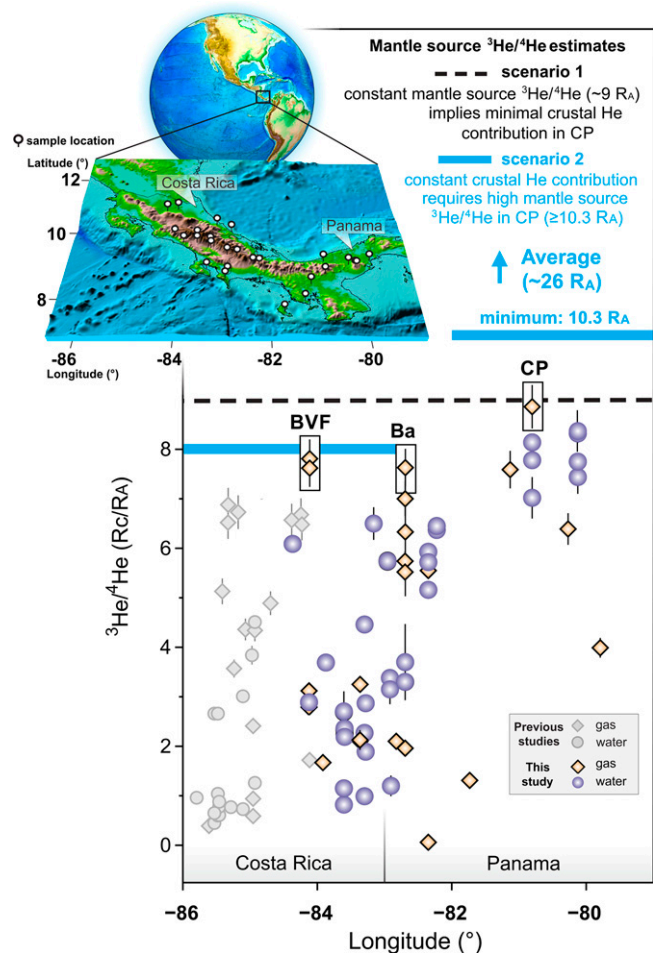 Mantle source ³He/⁴He estimates
scenario 1
constant mantle source ³He/⁴He (~9 RA)
implies minimal crustal He
contribution in CP
scenario 2
constant crustal He contribution
requires high mantle source
³He/⁴He in CP (≥10.3 RA)
Average
(~26 RA)
minimum: 10.3 RA
sample location
Latitude (°)
12
10
8
Costa Rica
Panama
-86
-84
-82
-80
Longitude (°)
CP
BVF
Ba
³He/⁴He (Rc/RA)
8
6
4
2
0
Previous studies
gas
water
This study
gas
water
Costa Rica
Panama
−86
−84
−82
−80
Longitude (°)